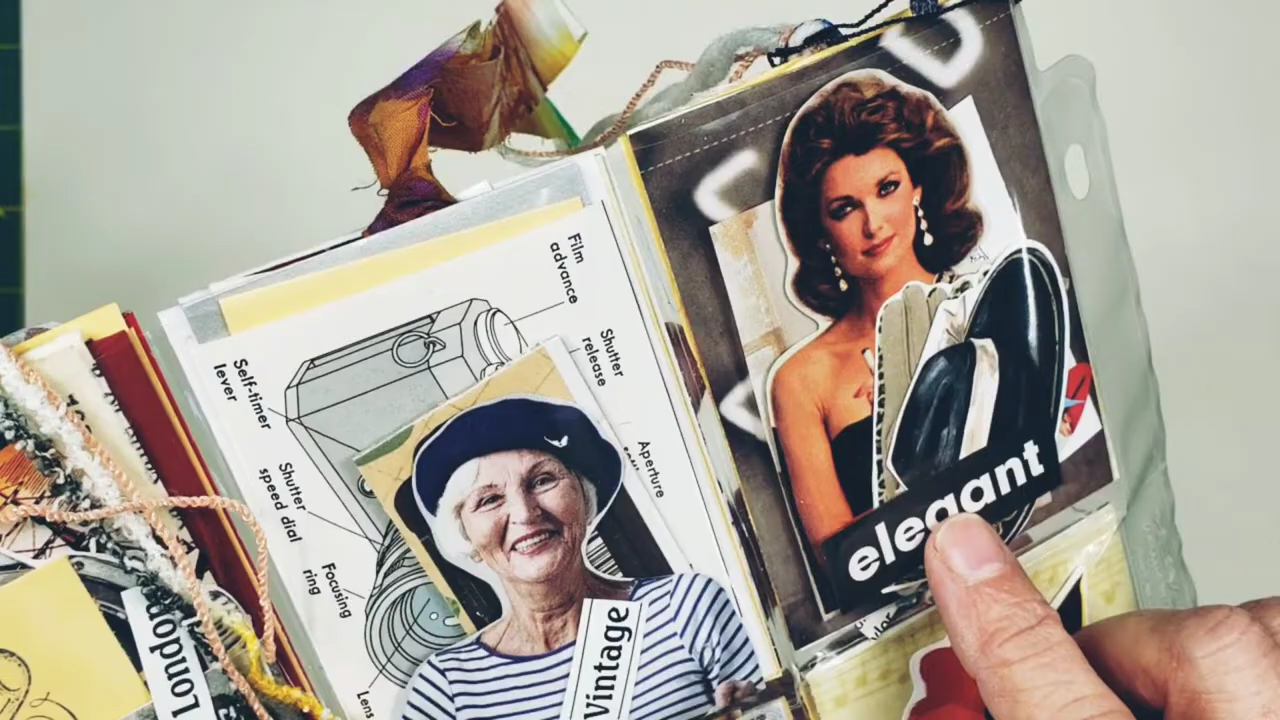 Film
advance
Shutter
release
Self-timer
lever
Aperture
Shutter
speed dial
Focusing
ring
Lens
Vintage
London
elegant